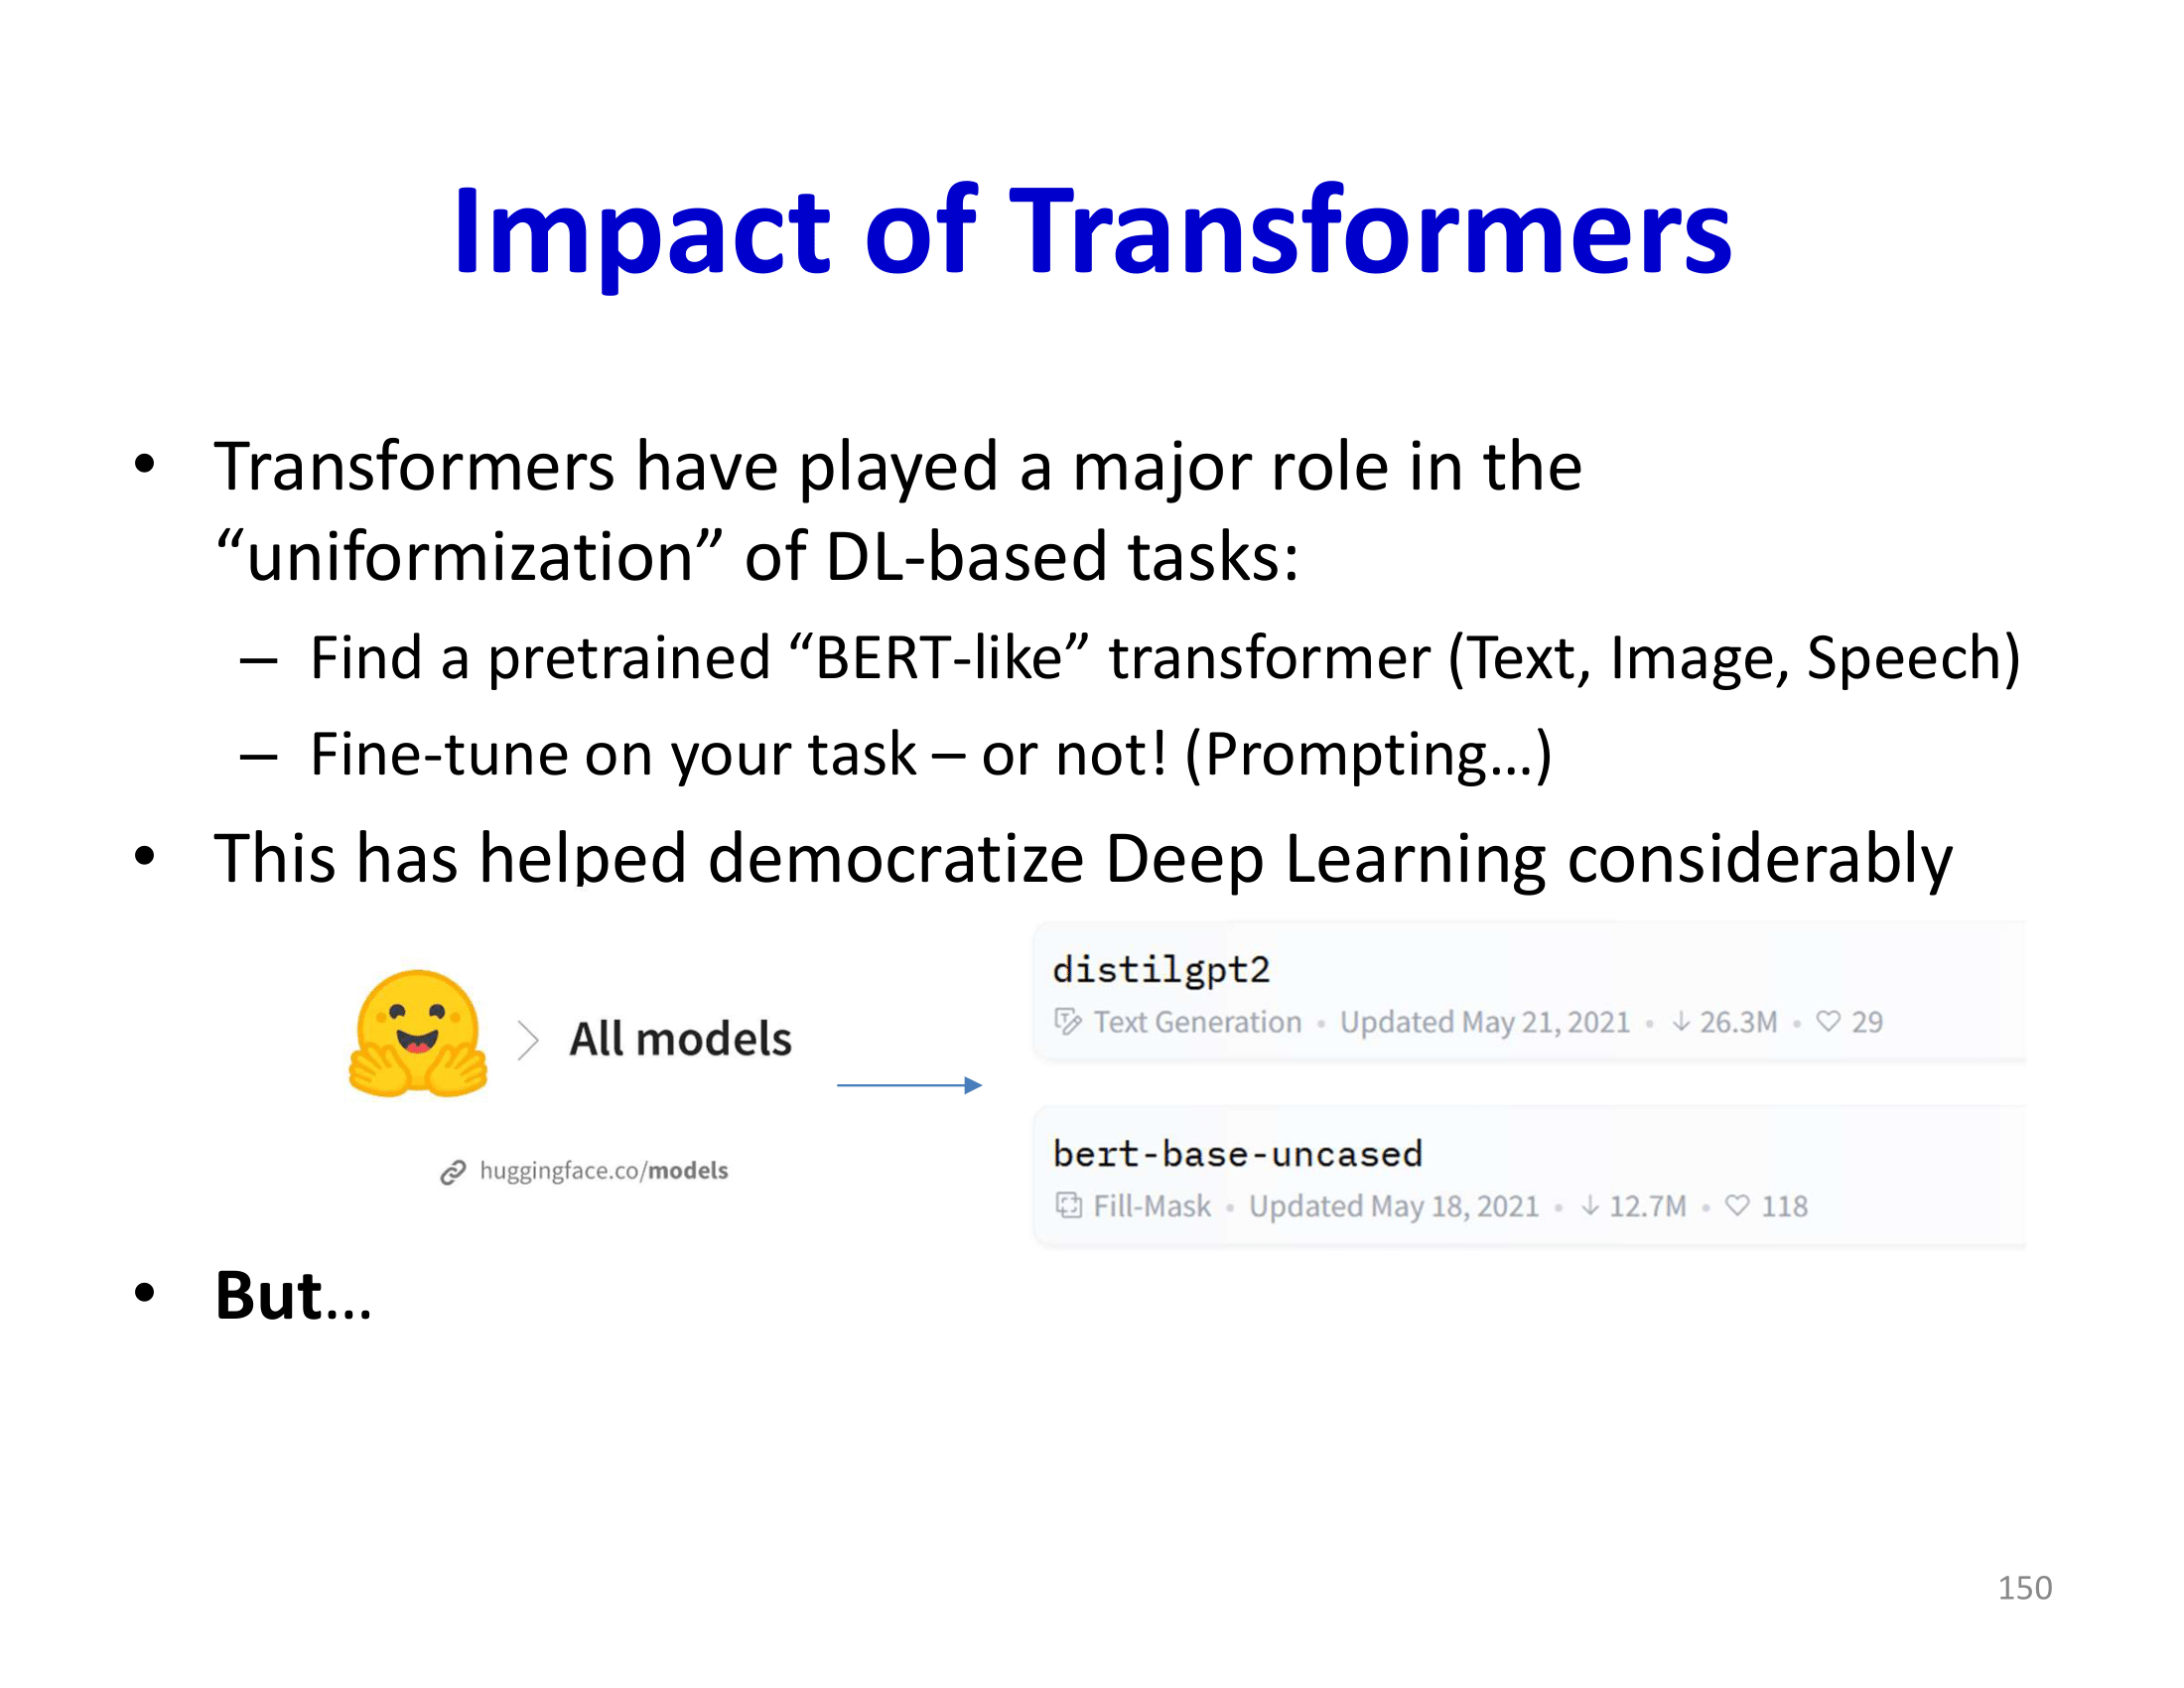 Impact of Transformers
• Transformers have played a major role in the
“uniformization” of DL-based tasks:
– Find a pretrained “BERT-like” transformer (Text, Image, Speech)
– Fine-tune on your task – or not! (Prompting…)
• This has helped democratize Deep Learning considerably
All models
huggingface.co/models
distilgpt2
Text Generation • Updated May 21, 2021 • ↓ 26.3M • ♡ 29
bert-base-uncased
Fill-Mask • Updated May 18, 2021 • ↓ 12.7M • ♡ 118
• But…
150